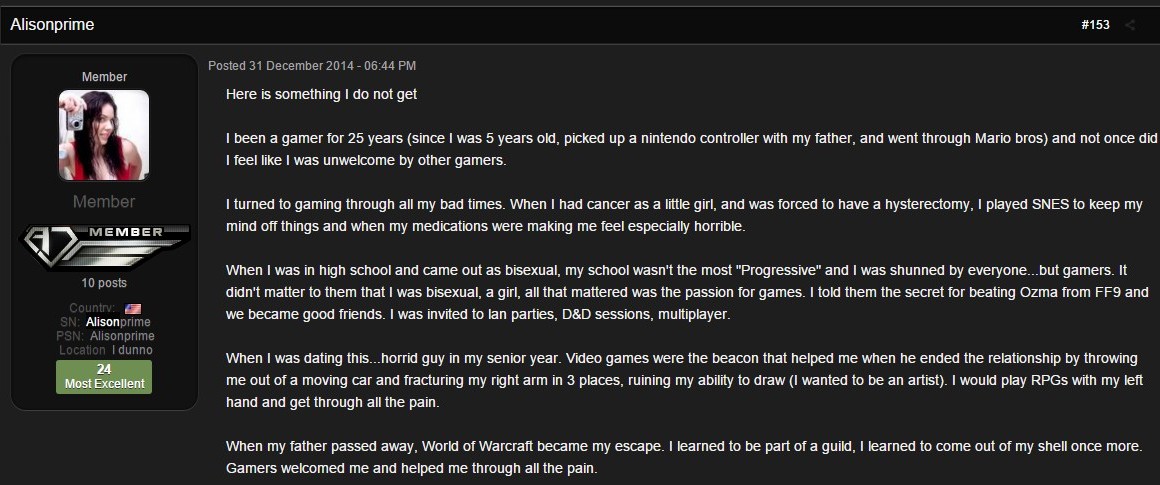 Alisonprime
#153
Member
Posted 31 December 2014 - 06:44 PM
Here is something I do not get
I been a gamer for 25 years (since I was 5 years old, picked up a nintendo controller with my father, and went through Mario bros) and not once did
I feel like I was unwelcome by other gamers.
I turned to gaming through all my bad times. When I had cancer as a little girl, and was forced to have a hysterectomy, I played SNES to keep my
mind off things and when my medications were making me feel especially horrible.
When I was in high school and came out as bisexual, my school wasn't the most "Progressive" and I was shunned by everyone...but gamers. It
didn't matter to them that I was bisexual, a girl, all that mattered was the passion for games. I told them the secret for beating Ozma from FF9 and
we became good friends. I was invited to lan parties, D&D sessions, multiplayer.
When I was dating this...horrid guy in my senior year. Video games were the beacon that helped me when he ended the relationship by throwing
me out of a moving car and fracturing my right arm in 3 places, ruining my ability to draw (I wanted to be an artist). I would play RPGs with my left
hand and get through all the pain.
When my father passed away, World of Warcraft became my escape. I learned to be part of a guild, I learned to come out of my shell once more.
Gamers welcomed me and helped me through all the pain.
Member
MEMBER
10 posts
Country:
SN: Alisonprime
PSN: Alisonprime
Location I dunno
24
Most Excellent